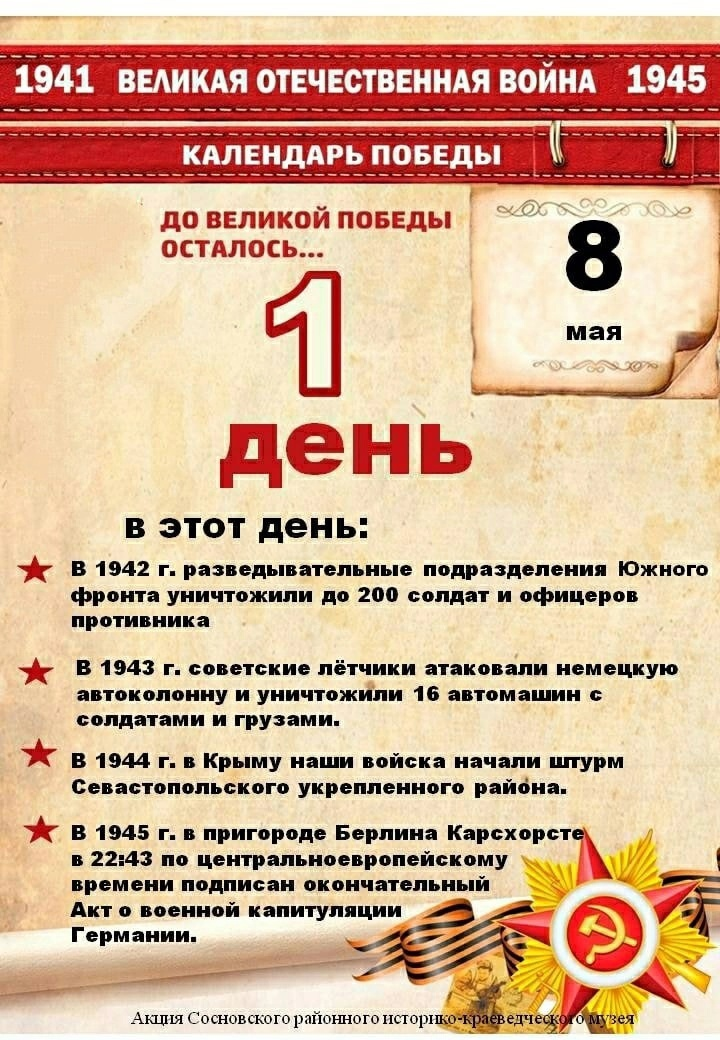 1941 ВЕЛИКАЯ ОТЕЧЕСТВЕННАЯ ВОЙНА 1945
КАЛЕНДАРЬ ПОБЕДЫ
ДО ВЕЛИКОЙ ПОБЕДЫ
ОСТАЛОСЬ...
1
день
8
мая
в этот день:
В 1942 г. разведывательные подразделения Южного
фронта уничтожили до 200 солдат и офицеров
противника
В 1943 г. советские лётчики атаковали немецкую
автоколонну и уничтожили 16 автомашин с
солдатами и грузами.
В 1944 г. в Крыму наши войска начали штурм
Севастопольского укрепленного района.
В 1945 г. в пригороде Берлина Карсхорсте
в 22:43 по центральноевропейскому
времени подписан окончательный
Акт о военной капитуляции
Германии.
Акция Сосновского районного историко-краеведческого музея